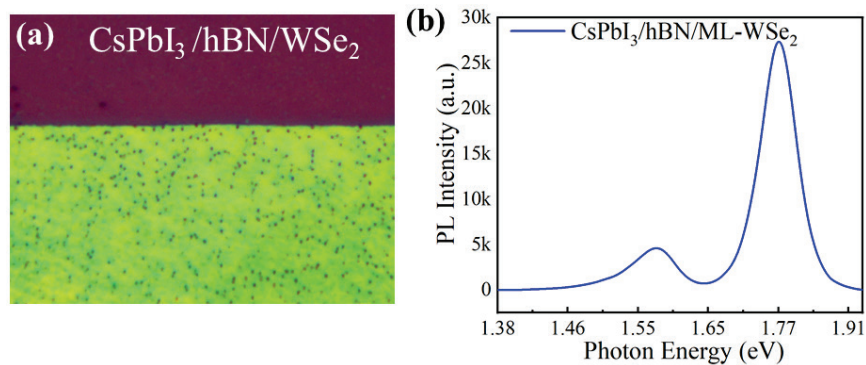 (a)
CsPbI₃ /hBN/WSe₂
(b)
CsPbI₃/hBN/ML-WSe₂
PL Intensity (a.u.)
30k
25k
20k
15k
10k
5k
0
1.38 1.46 1.55 1.65 1.77 1.91
Photon Energy (eV)